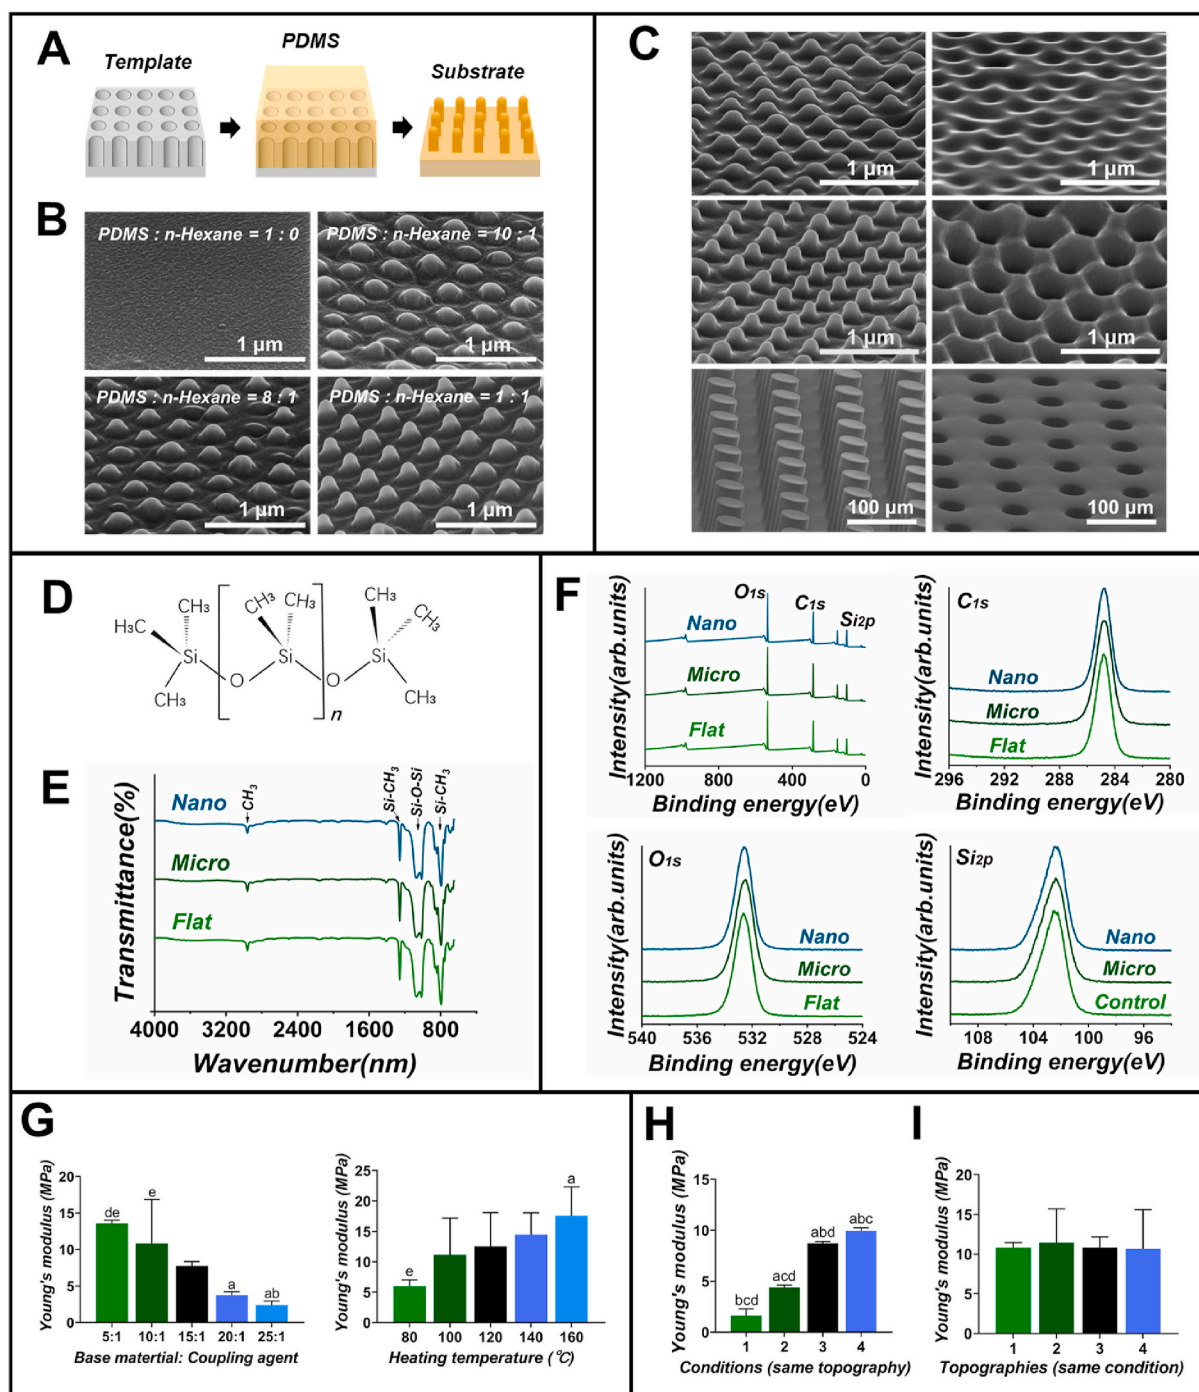 A
Template
PDMS
Substrate
B
PDMS : n-Hexane = 1 : 0
1 μm
PDMS : n-Hexane = 10 : 1
1 μm
PDMS : n-Hexane = 8 : 1
1 μm
PDMS : n-Hexane = 1 : 1
1 μm
C
1 μm
1 μm
1 μm
1 μm
100 μm
100 μm
D
H₃C
CH₃
CH₃
Si
O
CH₃
CH₃
Si
n
O
CH₃
CH₃
Si
CH₃
E
Transmittance(%)
Nano
Micro
Flat
CH₃
Si-CH₃
Si-O-Si
Si-CH₃
4000 3200 2400 1600 800
Wavenumber(nm)
F
Intensity(arb.units)
O1s
C1s
Si2p
Nano
Micro
Flat
1200 800 400 0
Binding energy(eV)
Intensity(arb.units)
C1s
Nano
Micro
Flat
296 292 288 284 280
Binding energy(eV)
Intensity(arb.units)
O1s
Nano
Micro
Flat
540 536 532 528 524
Binding energy(eV)
Intensity(arb.units)
Si2p
Nano
Micro
Control
108 104 100 96
Binding energy(eV)
G
Young's modulus (MPa)
20
15
10
5
0
de
e
a
ab
5:1 10:1 15:1 20:1 25:1
Base matertial: Coupling agent
Young's modulus (MPa)
25
20
15
10
5
0
e
a
80 100 120 140 160
Heating temperature (℃)
H
Young's modulus (MPa)
15
10
5
0
bcd
acd
abd
abc
1 2 3 4
Conditions (same topography)
I
Young's modulus (MPa)
20
15
10
5
0
1 2 3 4
Topographies (same condition)